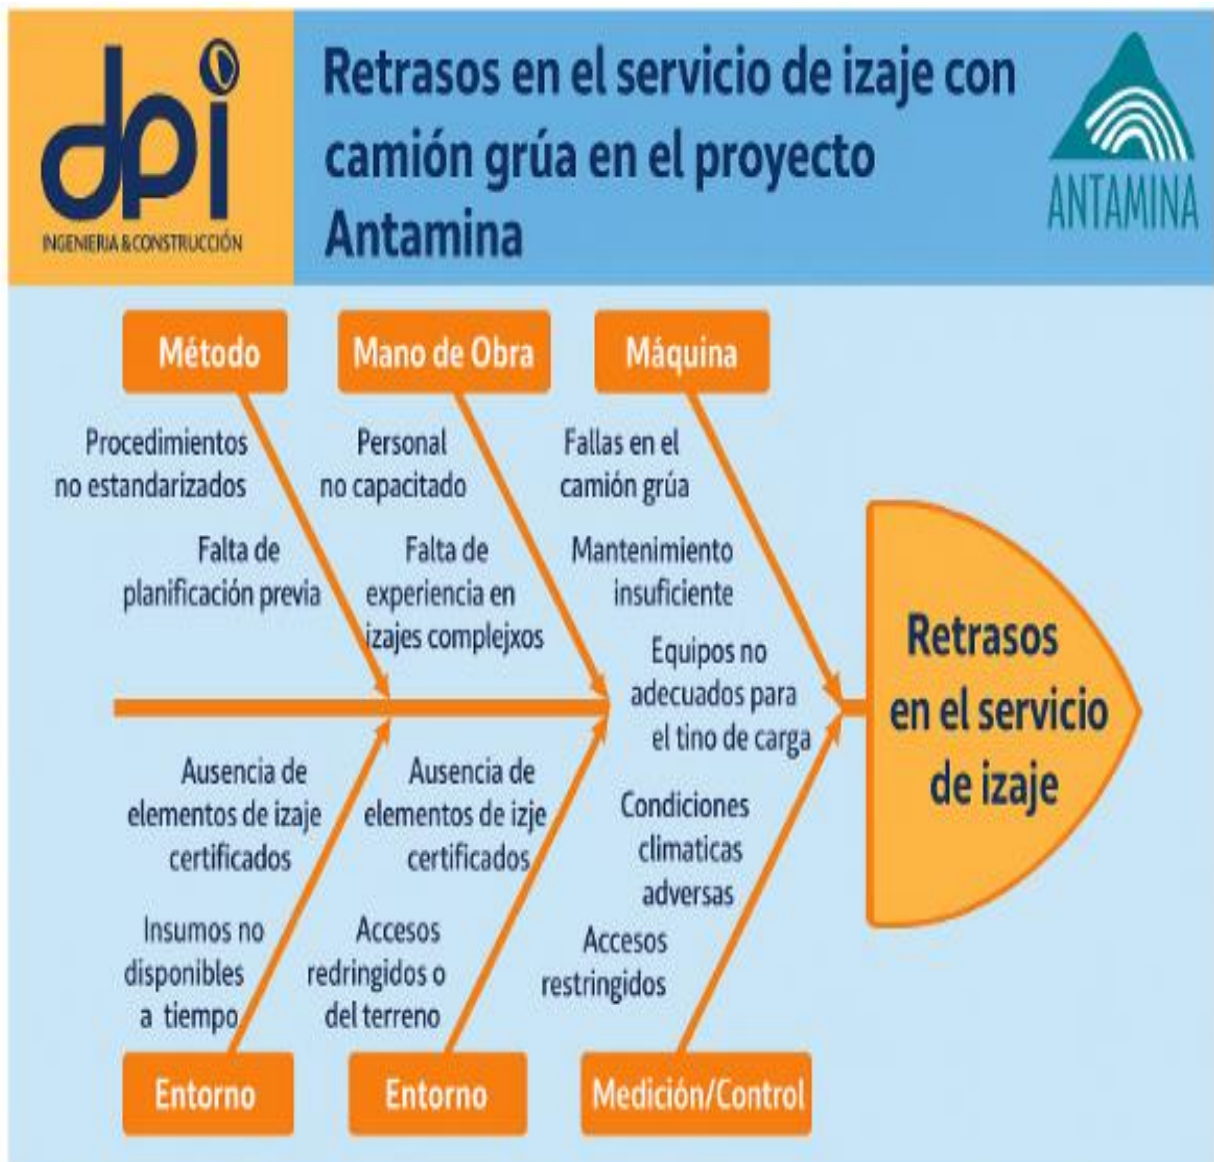 dpi
INGENIERIA & CONSTRUCCIÓN
Retrasos en el servicio de izaje con
camión grúa en el proyecto
Antamina
ANTAMINA
Método
Mano de Obra
Máquina
Procedimientos
no estandarizados
Falta de
planificación previa
Personal
no capacitado
Falta de
experiencia en
izajes complejxos
Fallas en el
camión grúa
Mantenimiento
insuficiente
Equipos no
adecuados para
el tino de carga
Retrasos
en el servicio
de izaje
Ausencia de
elementos de izaje
certificados
Insumos no
disponibles
a tiempo
Ausencia de
elementos de izje
certificados
Accesos
redringidos o
del terreno
Condiciones
climaticas
adversas
Accesos
restringidos
Entorno
Entorno
Medición/Control